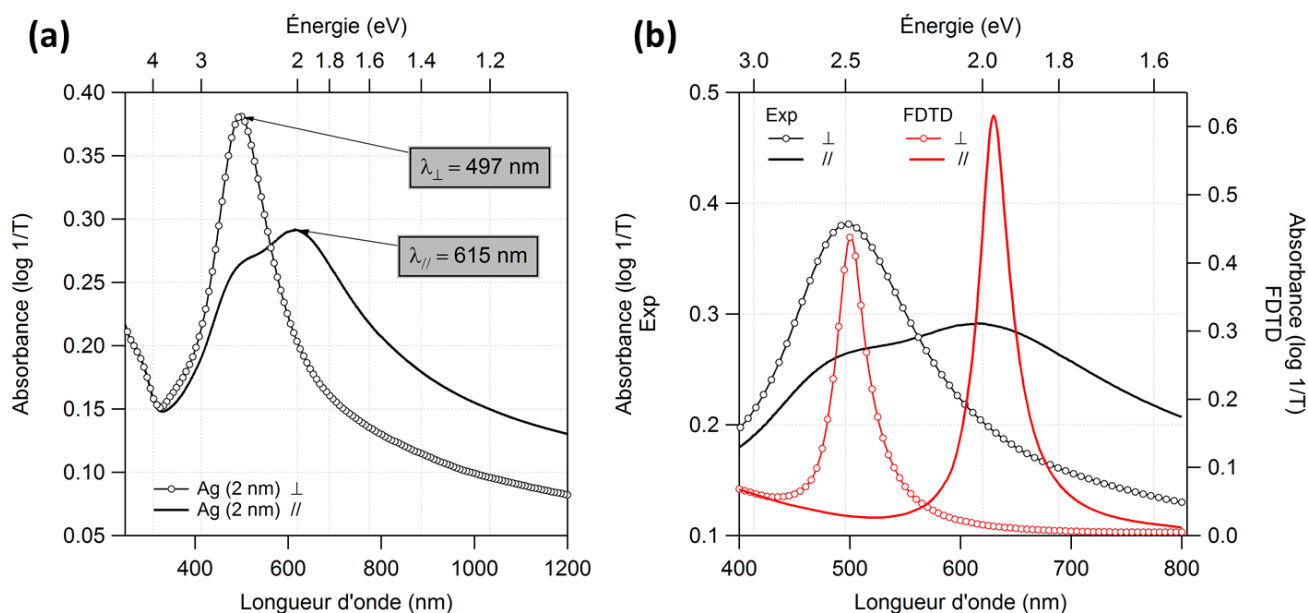 (a)
Énergie (eV)
4 3 2 1.8 1.6 1.4 1.2
0.40
0.35
0.30
0.25
0.20
0.15
0.10
0.05
Absorbance (log 1/T)
λ⊥ = 497 nm
λ// = 615 nm
Ag (2 nm) ⊥
Ag (2 nm) //
400 600 800 1000 1200
Longueur d'onde (nm)
(b)
Énergie (eV)
3.0 2.5 2.0 1.8 1.6
0.5
0.4
0.3
0.2
0.1
Absorbance (log 1/T)
Exp
Exp FDTD
⊥ ⊥
// //
0.6
0.5
0.4
0.3
0.2
0.1
0.0
Absorbance (log 1/T)
FDTD
400 500 600 700 800
Longueur d'onde (nm)